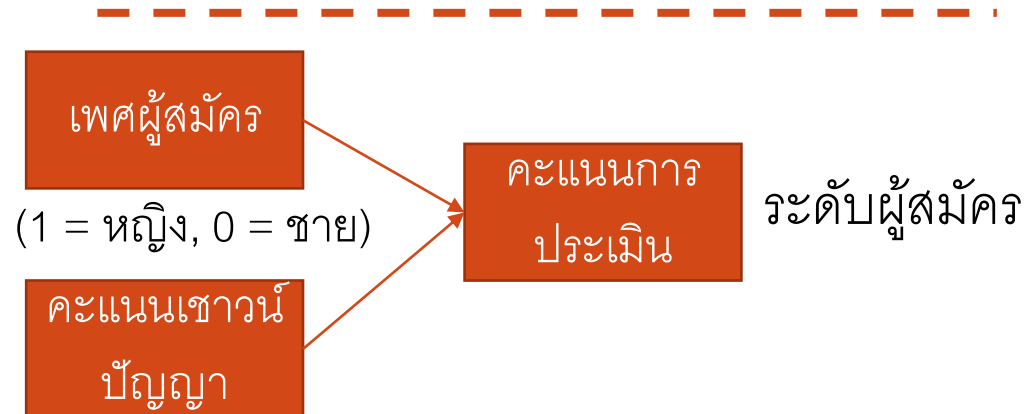 เพศผู้สมัคร
(1 = หญิง, 0 = ชาย)
คะแนนเชาวน์
ปัญญา
คะแนนการ
ประเมิน
ระดับผู้สมัคร